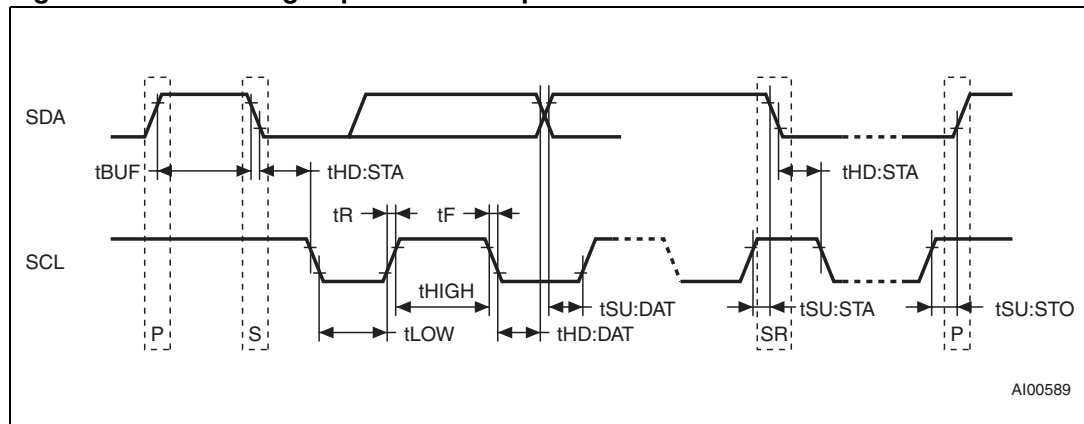 SDA
tBUF
tHD:STA
tHD:STA
tR
tF
SCL
tHIGH
tSU:DAT
tSU:STA
tSU:STO
P
S
tLOW
tHD:DAT
SR
P
AI00589